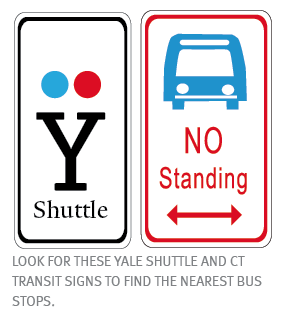 Y
Shuttle
NO
Standing
LOOK FOR THESE YALE SHUTTLE AND CT
TRANSIT SIGNS TO FIND THE NEAREST BUS
STOPS.